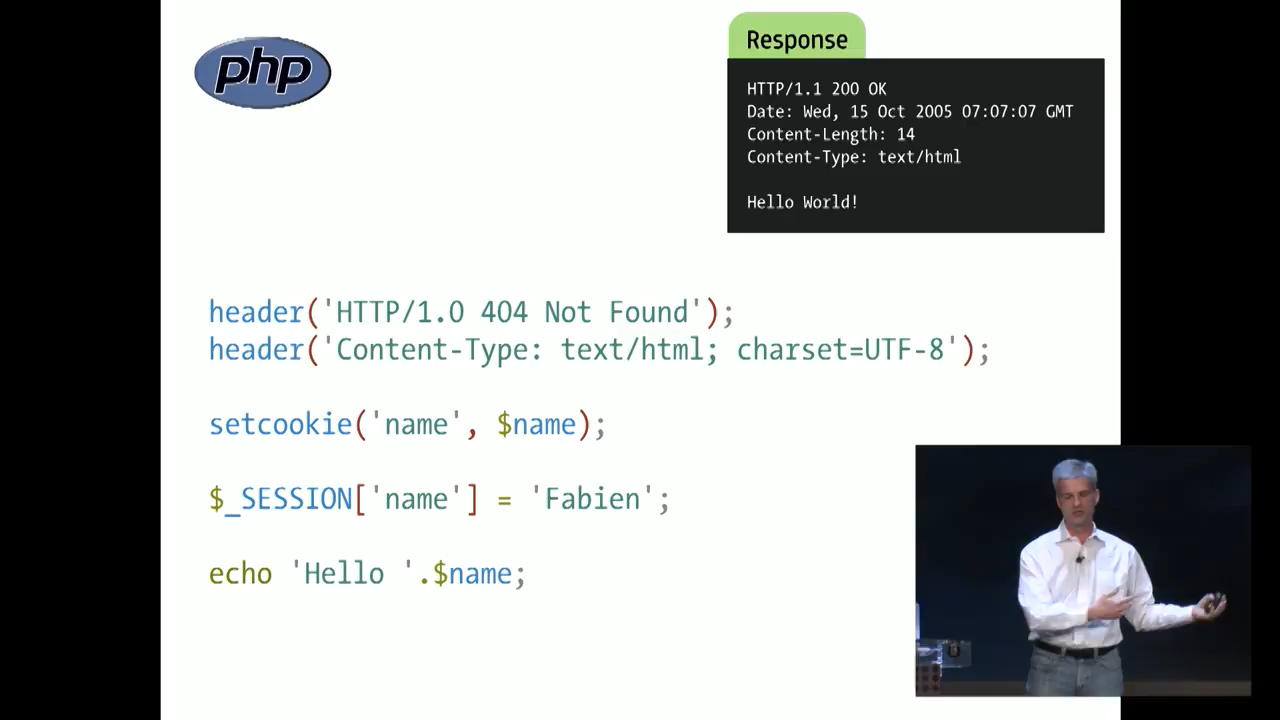 php
Response
HTTP/1.1 200 OK
Date: Wed, 15 Oct 2005 07:07:07 GMT
Content-Length: 14
Content-Type: text/html
Hello World!
header('HTTP/1.0 404 Not Found');
header('Content-Type: text/html; charset=UTF-8');
setcookie('name', $name);
$_SESSION['name'] = 'Fabien';
echo 'Hello '.$name;